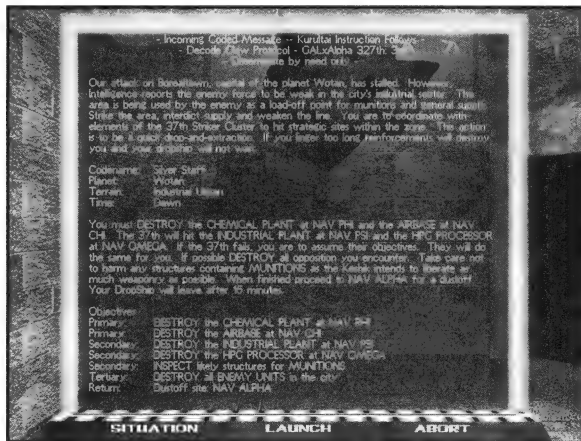 - Incoming Coded Message -- Kurultai Instruction Follows --
- Decode /Jaw Protocol - GALxAlpha 327th:
- Disseminate by need only -
Our attack on Borealtown, capital of the planet Wotan, has stalled. However,
Intelligence reports the enemy force to be weak in the city's industrial sector. The
area is being used by the enemy as a load-off point for munitions and general
Strike the area, interdict supply and weaken the line. You are to coordinate with
elements of the 37th Striker Cluster to hit strategic sites within the zone. This action
is to be a quick drop-and-extraction. If you linger too long reinforcements will destroy
you and your dropship will not wait.
Codename: Silver Staff
Planet: Wotan
Terrain: Industrial Urban
Time: Dawn
You must DESTROY the CHEMICAL PLANT at NAV PHI and the AIRBASE at NAV
CHI. The 37th will hit the INDUSTRIAL PLANT at NAV PSI and the HPG PROCESSOR
at NAV OMEGA. If the 37th fails, you are to assume their objectives. They will do
the same for you. If possible DESTROY all opposition you encounter. Take care not
to harm any structures containing MUNITIONS as the Keshik intends to liberate as
much weaponry as possible. When finished proceed to NAV ALPHA for a dustoff.
Your DropShip will leave after 15 minutes.
Objectives
Primary: DESTROY the CHEMICAL PLANT at NAV PHI
Primary: DESTROY the AIRBASE at NAV CHI
Secondary: DESTROY the INDUSTRIAL PLANT at NAV PSI
Secondary: DESTROY the HPG PROCESSOR at NAV OMEGA
Secondary: INSPECT likely structures for MUNITIONS
Tertiary: DESTROY all ENEMY UNITS in the city
Return: Dustoff site: NAV ALPHA
SITUATION LAUNCH ABORT